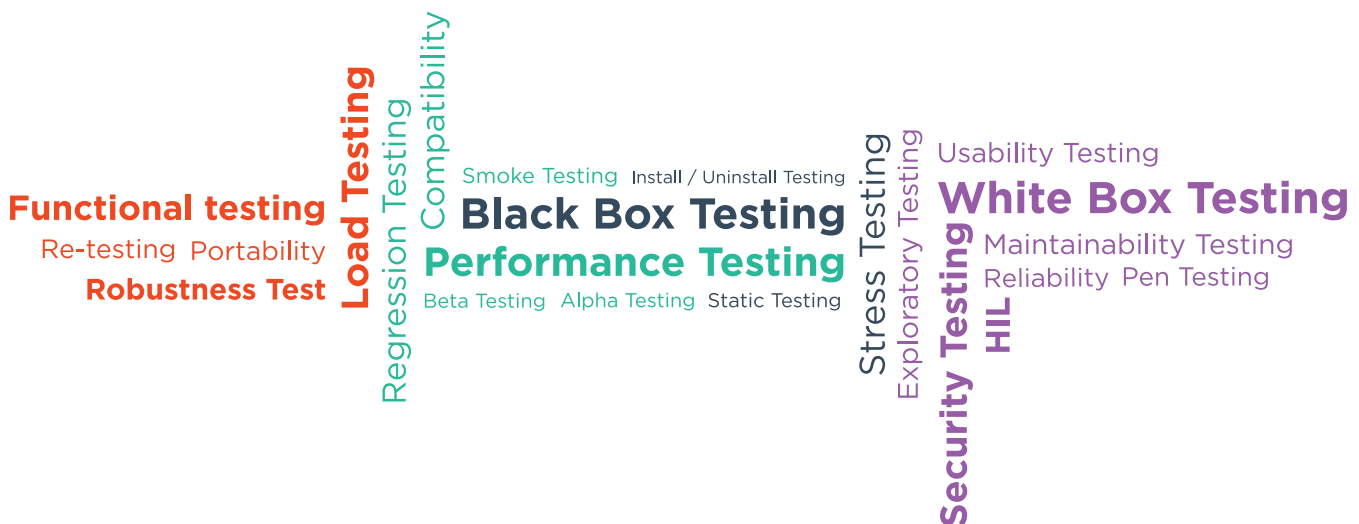 Functional testing
Re-testing Portability
Robustness Test
Load Testing
Regression Testing
Compatibility
Smoke Testing Install / Uninstall Testing
Black Box Testing
Performance Testing
Beta Testing Alpha Testing Static Testing
Stress Testing
Exploratory Testing
Usability Testing
White Box Testing
Security Testing
Maintainability Testing
Reliability Pen Testing
HIL